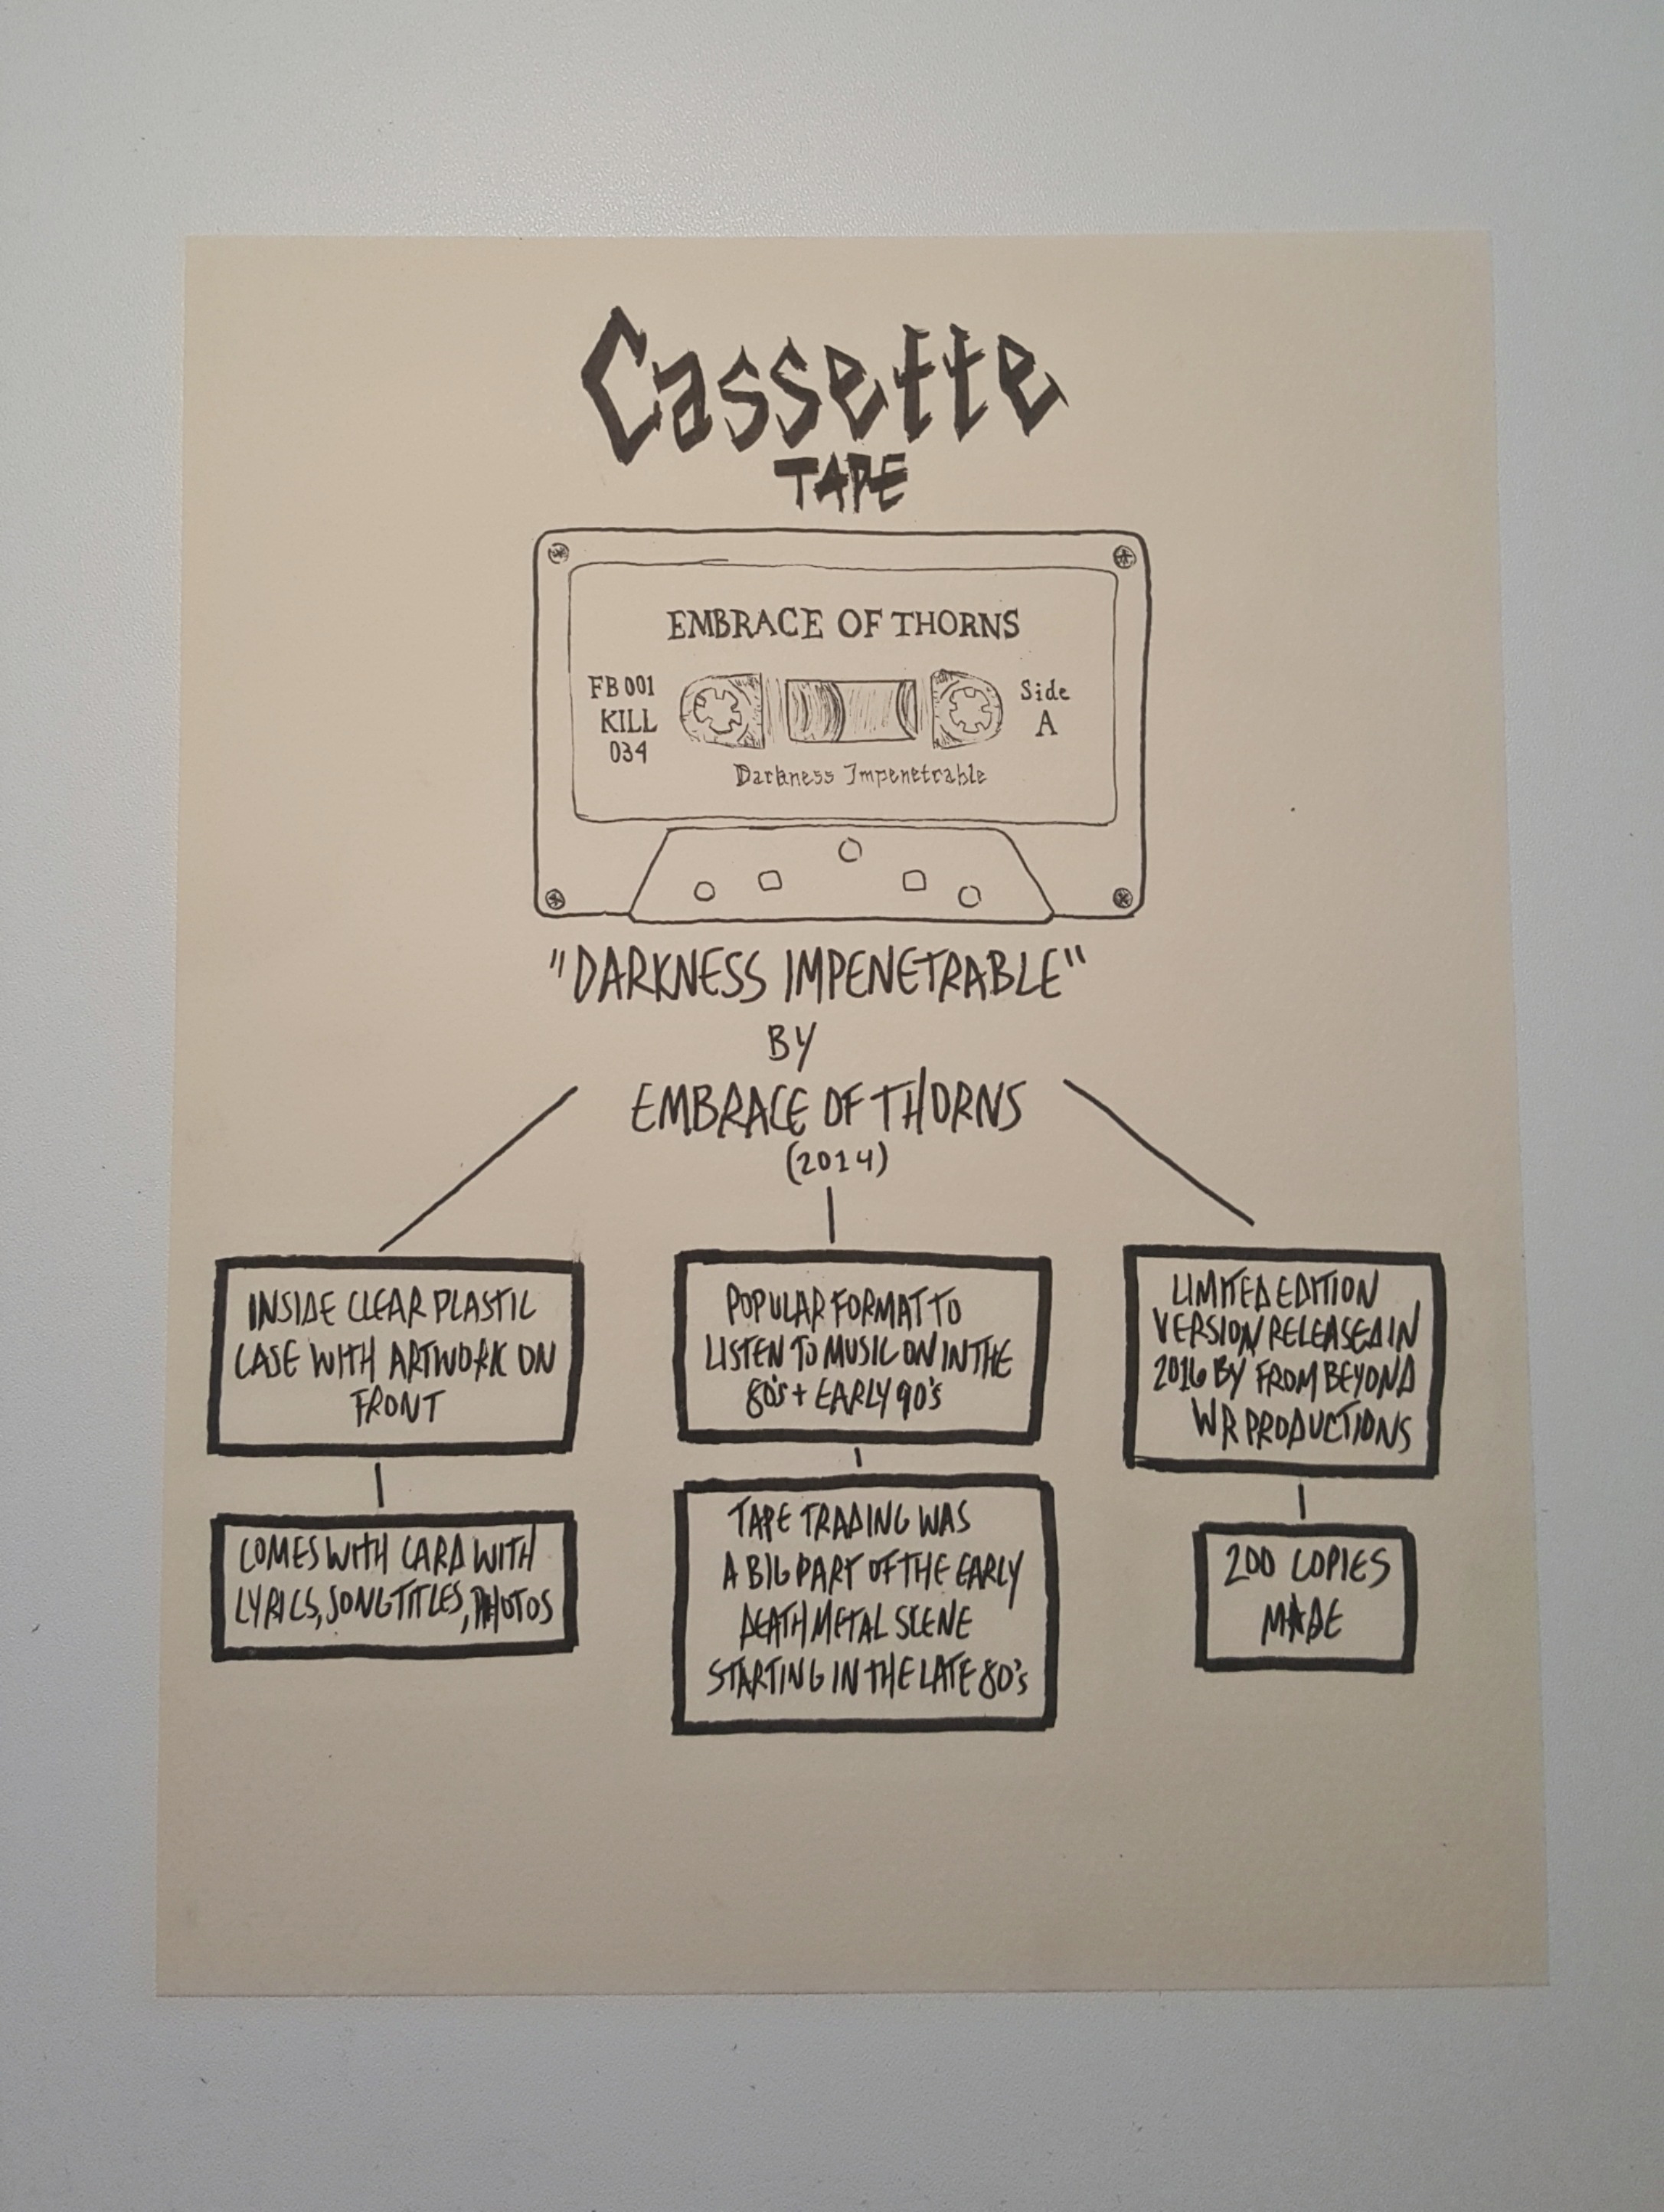 Cassette
TAPE
EMBRACE OF THORNS
FB 001
KILL
034
Side
A
Darkness Impenetrable
"DARKNESS IMPENETRABLE"
BY
EMBRACE OF THORNS
(2014)
INSIDE CLEAR PLASTIC
CASE WITH ARTWORK ON
FRONT
COMES WITH CARD WITH
LYRICS, SONG TITLES, PHOTOS
POPULAR FORMAT TO
LISTEN TO MUSIC ON IN THE
80's + EARLY 90's
TAPE TRADING WAS
A BIG PART OF THE EARLY
DEATH METAL SCENE
STARTING IN THE LATE 80's
LIMITED EDITION
VERSION RELEASED IN
2016 BY FROM BEYOND
WR PRODUCTIONS
200 COPIES
MADE